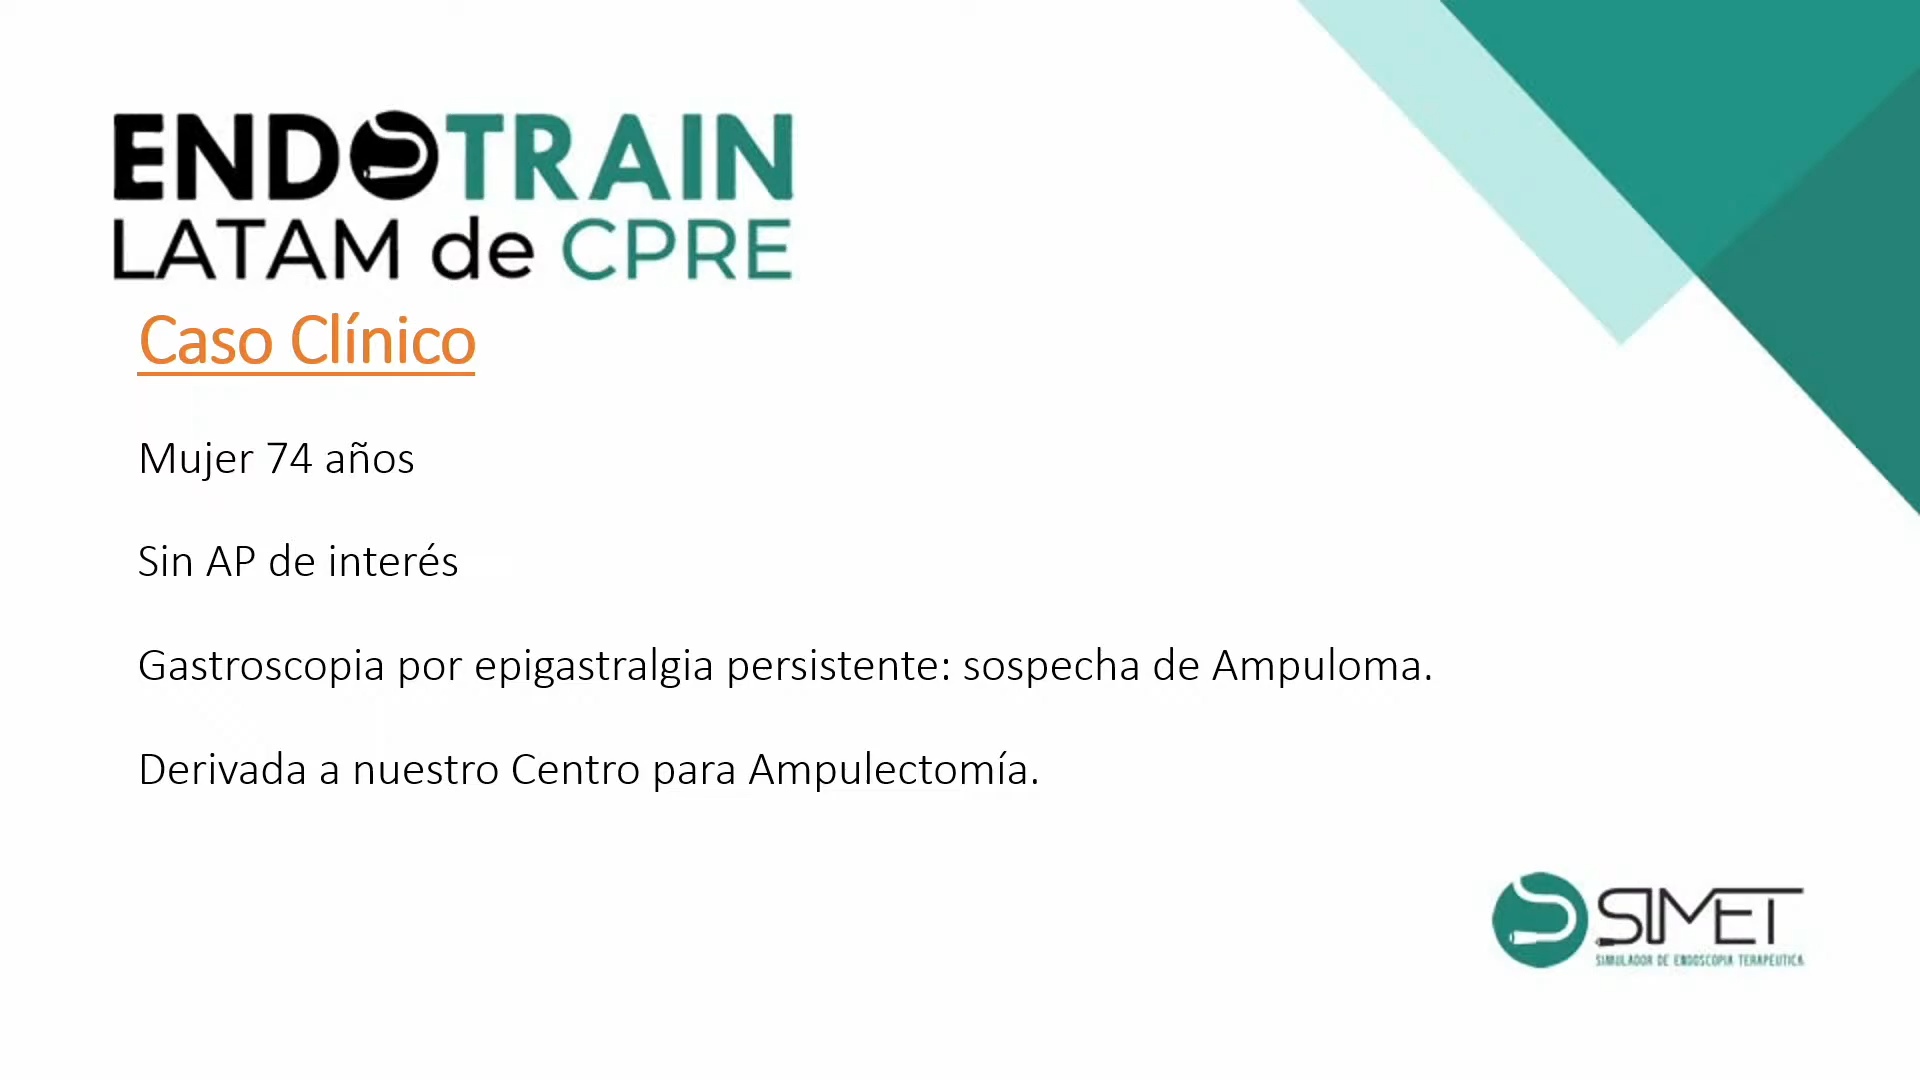 ENDOTRAIN
LATAM de CPRE
Caso Clínico
Mujer 74 años
Sin AP de interés
Gastroscopia por epigastralgia persistente: sospecha de Ampuloma.
Derivada a nuestro Centro para Ampulectomía.
SIMET
SIMULADOR DE ENDOSCOPIA TERAPEUTICA